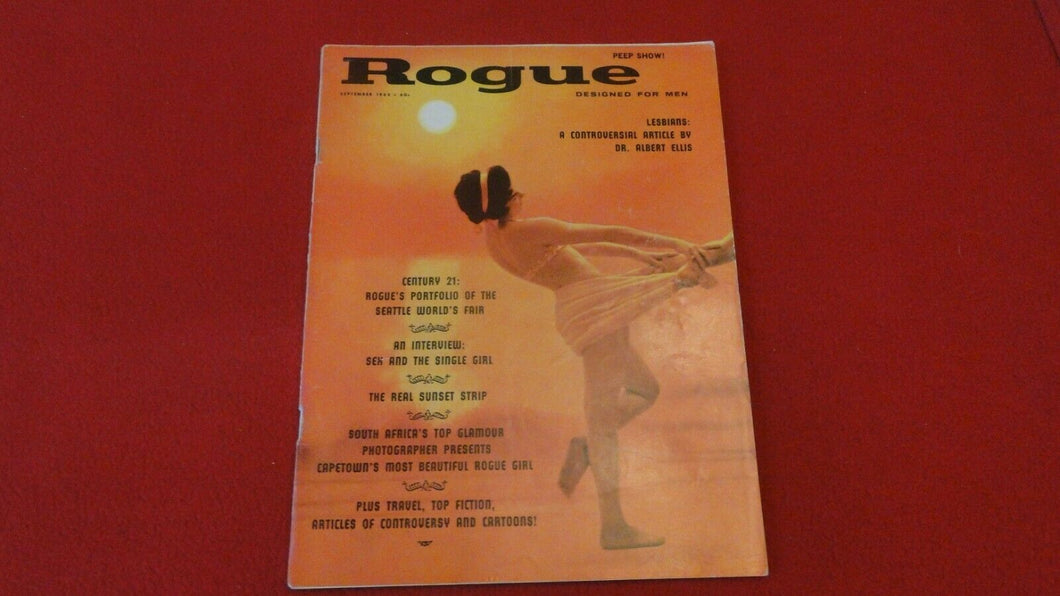 PEEP SHOW!
Rogue
DESIGNED FOR MEN
LESBIANS:
A CONTROVERSIAL ARTICLE BY
DR. ALBERT ELLIS
CENTURY 21:
ROGUE'S PORTFOLIO OF THE
SEATTLE WORLD'S FAIR
AN INTERVIEW:
SEX AND THE SINGLE GIRL
THE REAL SUNSET STRIP
SOUTH AFRICA'S TOP GLAMOUR
PHOTOGRAPHER PRESENTS
CAPETOWN'S MOST BEAUTIFUL ROGUE GIRL
PLUS TRAVEL, TOP FICTION,
ARTICLES OF CONTROVERSY AND CARTOONS!